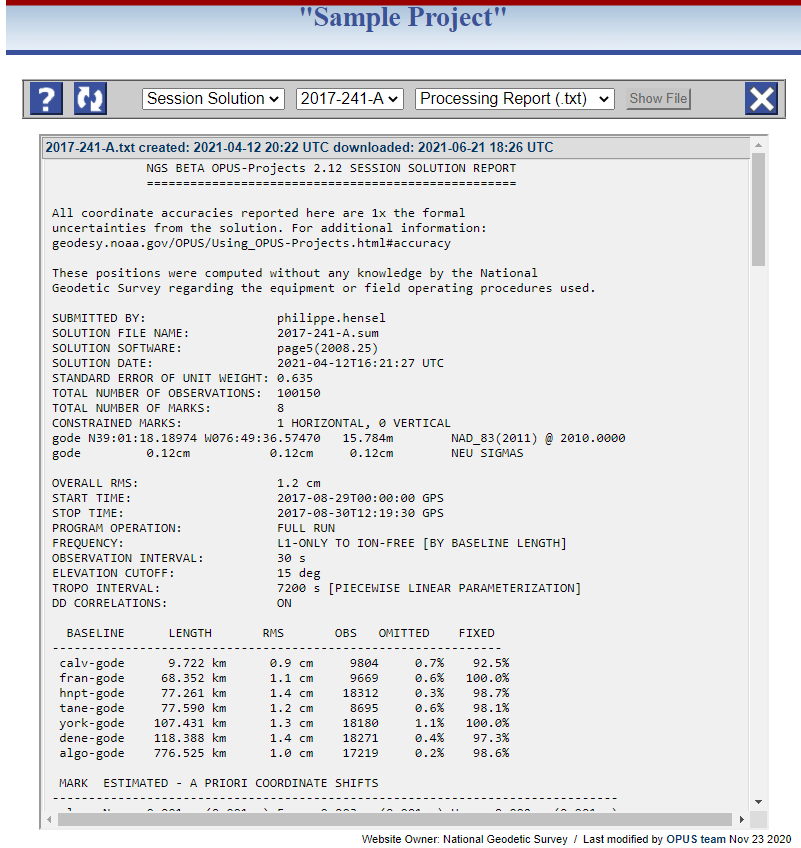 "Sample Project"
? Session Solution 2017-241-A Processing Report (.txt) Show File
2017-241-A.txt created: 2021-04-12 20:22 UTC downloaded: 2021-06-21 18:26 UTC
NGS BETA OPUS-Projects 2.12 SESSION SOLUTION REPORT
===================================================
All coordinate accuracies reported here are 1x the formal
uncertainties from the solution. For additional information:
geodesy.noaa.gov/OPUS/Using_OPUS-Projects.html#accuracy
These positions were computed without any knowledge by the National
Geodetic Survey regarding the equipment or field operating procedures used.
SUBMITTED BY: philippe.hensel
SOLUTION FILE NAME: 2017-241-A.sum
SOLUTION SOFTWARE: page5(2008.25)
SOLUTION DATE: 2021-04-12T16:21:27 UTC
STANDARD ERROR OF UNIT WEIGHT: 0.635
TOTAL NUMBER OF OBSERVATIONS: 100150
TOTAL NUMBER OF MARKS: 8
CONSTRAINED MARKS: 1 HORIZONTAL, 0 VERTICAL
gode N39:01:18.18974 W076:49:36.57470 15.784m NAD_83(2011) @ 2010.0000
gode 0.12cm 0.12cm 0.12cm NEU SIGMAS
OVERALL RMS: 1.2 cm
START TIME: 2017-08-29T00:00:00 GPS
STOP TIME: 2017-08-30T12:19:30 GPS
PROGRAM OPERATION: FULL RUN
FREQUENCY: L1-ONLY TO ION-FREE [BY BASELINE LENGTH]
OBSERVATION INTERVAL: 30 s
ELEVATION CUTOFF: 15 deg
TROPO INTERVAL: 7200 s [PIECEWISE LINEAR PARAMETERIZATION]
DD CORRELATIONS: ON
BASELINE LENGTH RMS OBS OMITTED FIXED
--------------------------------------------------------------
calv-gode 9.722 km 0.9 cm 9804 0.7% 92.5%
fran-gode 68.352 km 1.1 cm 9669 0.6% 100.0%
hnpt-gode 77.261 km 1.4 cm 18312 0.3% 98.7%
tane-gode 77.590 km 1.2 cm 8695 0.6% 98.1%
york-gode 107.431 km 1.3 cm 18180 1.1% 100.0%
dene-gode 118.388 km 1.4 cm 18271 0.4% 97.3%
algo-gode 776.525 km 1.0 cm 17219 0.2% 98.6%
MARK ESTIMATED - A PRIORI COORDINATE SHIFTS
------------------------------------------------------------------------------
Website Owner: National Geodetic Survey / Last modified by OPUS team Nov 23 2020